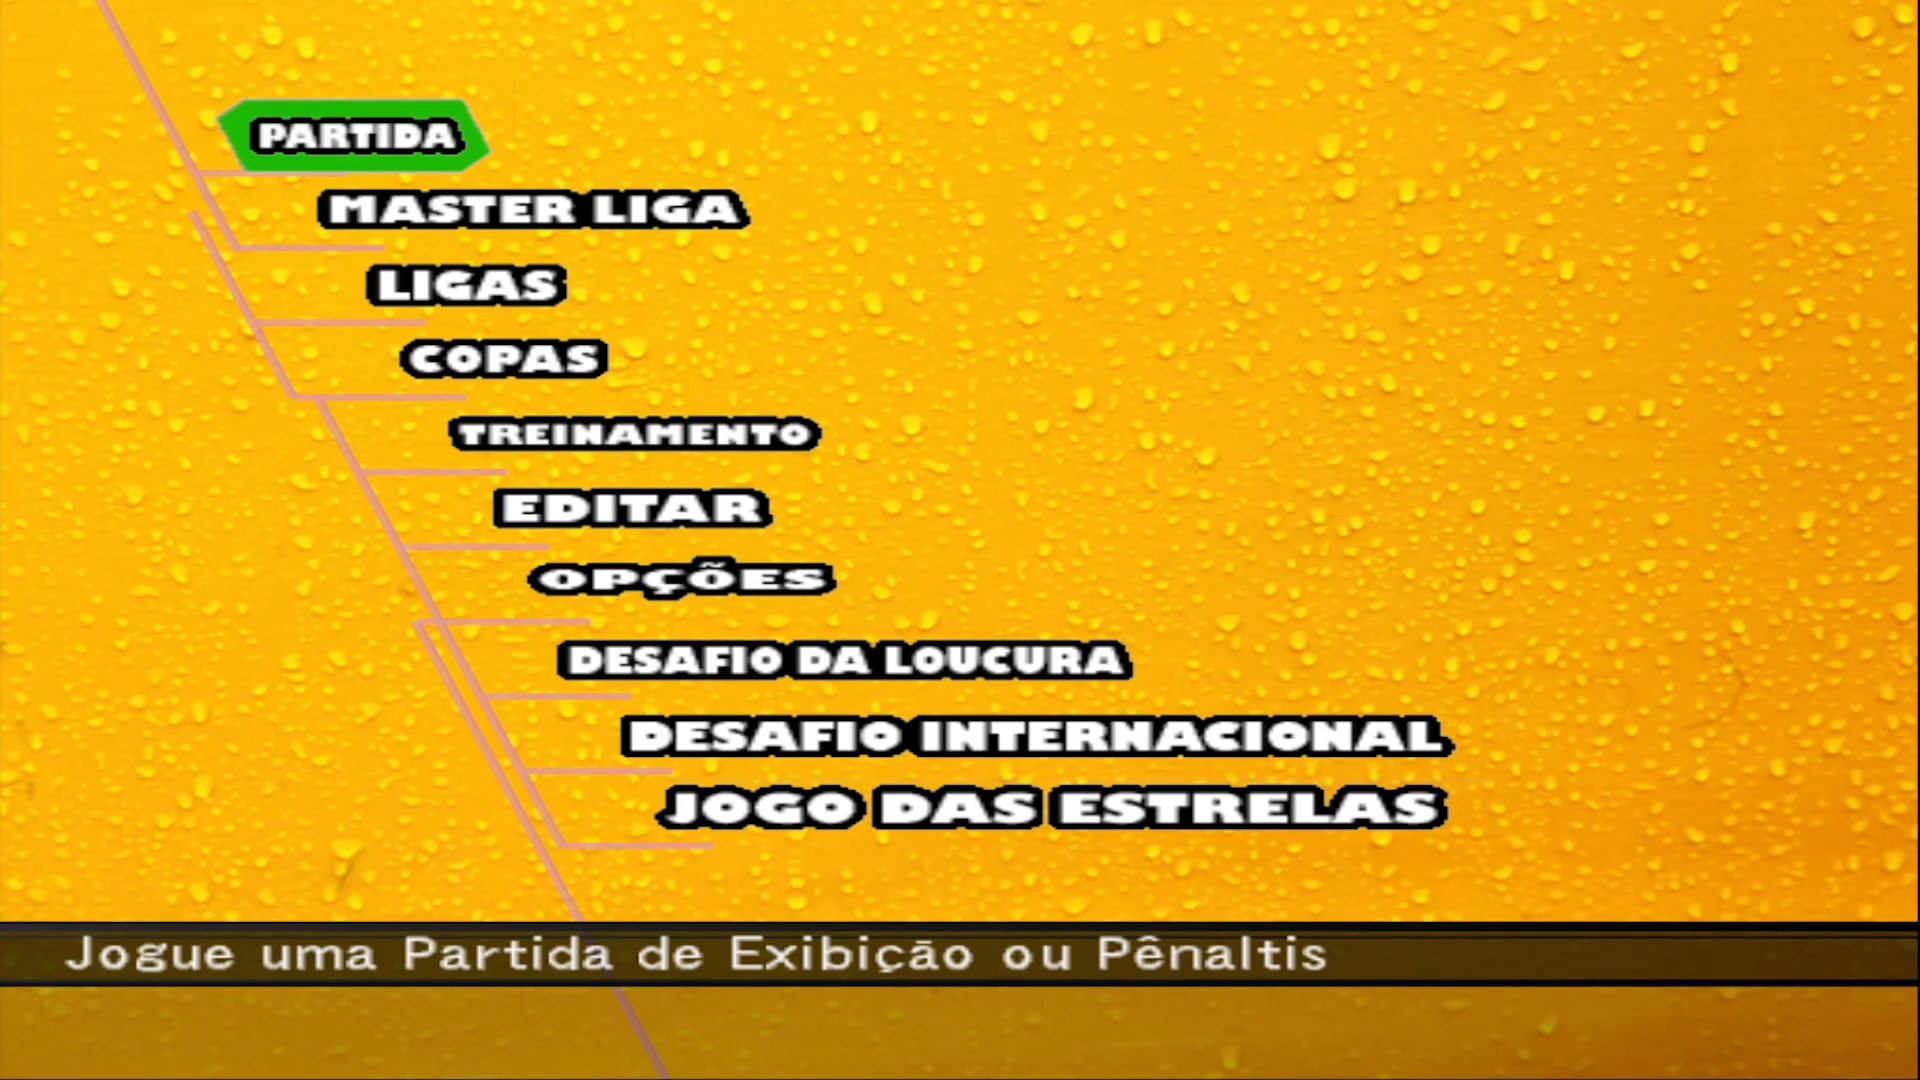 PARTIDA
MASTER LIGA
LIGAS
COPAS
TREINAMENTO
EDITAR
OPÇÕES
DESAFIO DA LOUCURA
DESAFIO INTERNACIONAL
JOGO DAS ESTRELAS
Jogue uma Partida de Exibição ou Pênaltis